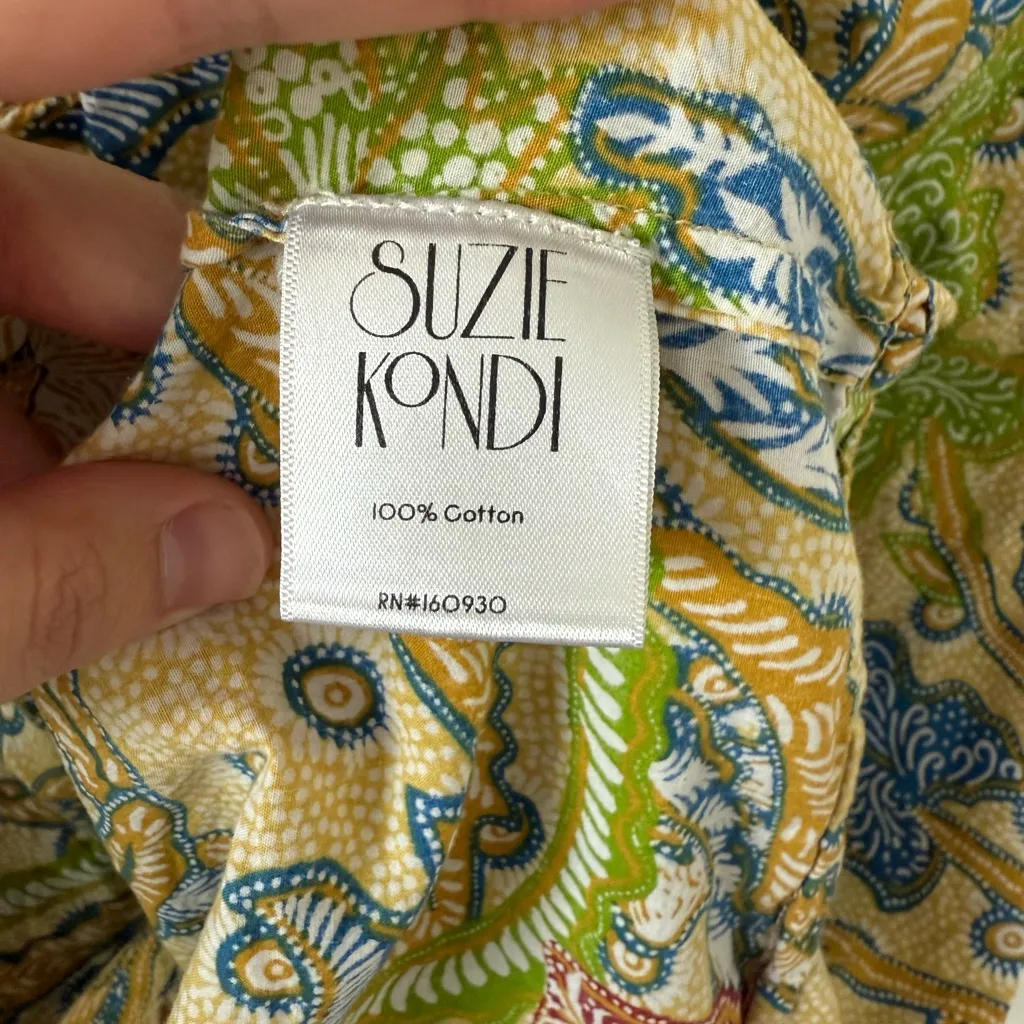 SUZIE
KONDI
100% Cotton
RN#160930